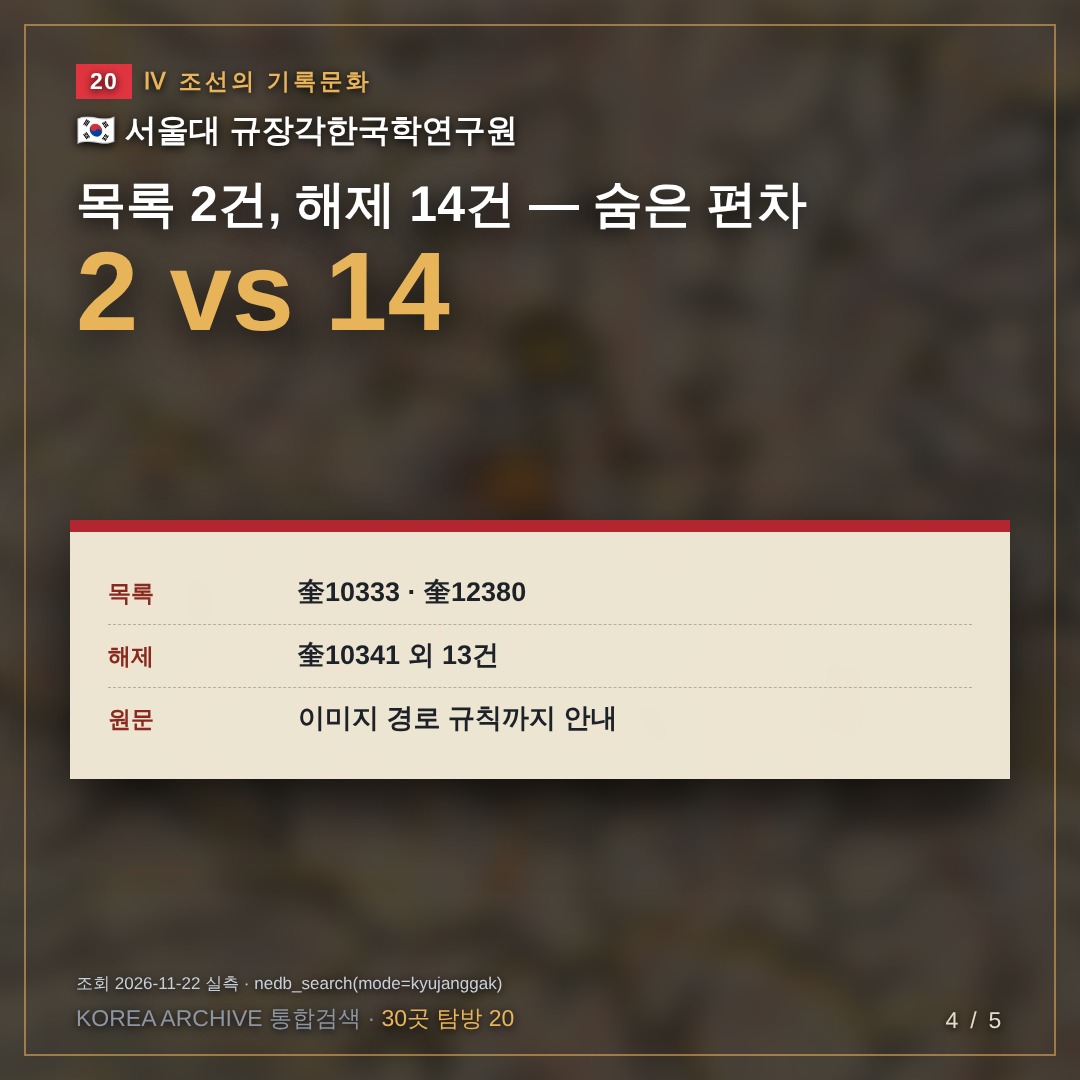 20 Ⅳ 조선의 기록문화
🇰🇷 서울대 규장각한국학연구원
목록 2건, 해제 14건 — 숨은 편차
2 vs 14
목록 奎10333 · 奎12380
해제 奎10341 외 13건
원문 이미지 경로 규칙까지 안내
조회 2026-11-22 실측 · nedb_search(mode=kyujanggak)
KOREA ARCHIVE 통합검색 · 30곳 탐방 20
4 / 5